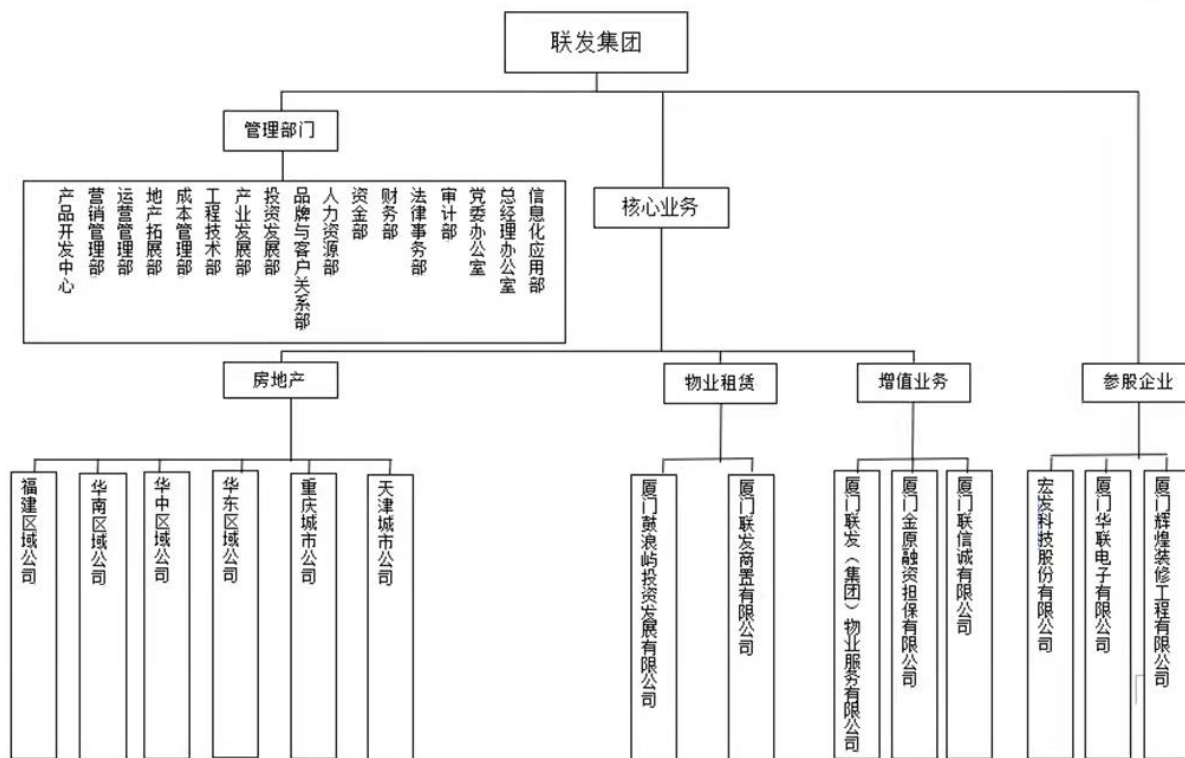 联发集团
管理部门
产品开发中心
营销管理部
运营管理部
地产拓展部
成本管理部
工程技术部
产业发展部
投资发展部
品牌与客户关系部
人力资源部
资金部
财务部
法律事务部
审计部
党委办公室
总经理办公室
信息化应用部
核心业务
房地产
物业租赁
增值业务
参股企业
福建区域公司
华南区域公司
华中区域公司
华东区域公司
重庆城市公司
天津城市公司
厦门鼓浪屿投资发展有限公司
厦门联发商置有限公司
厦门联发（集团）物业服务有限公司
厦门金原融资担保有限公司
厦门联信诚有限公司
宏发科技股份有限公司
厦门华联电子有限公司
厦门辉煌装修工程有限公司